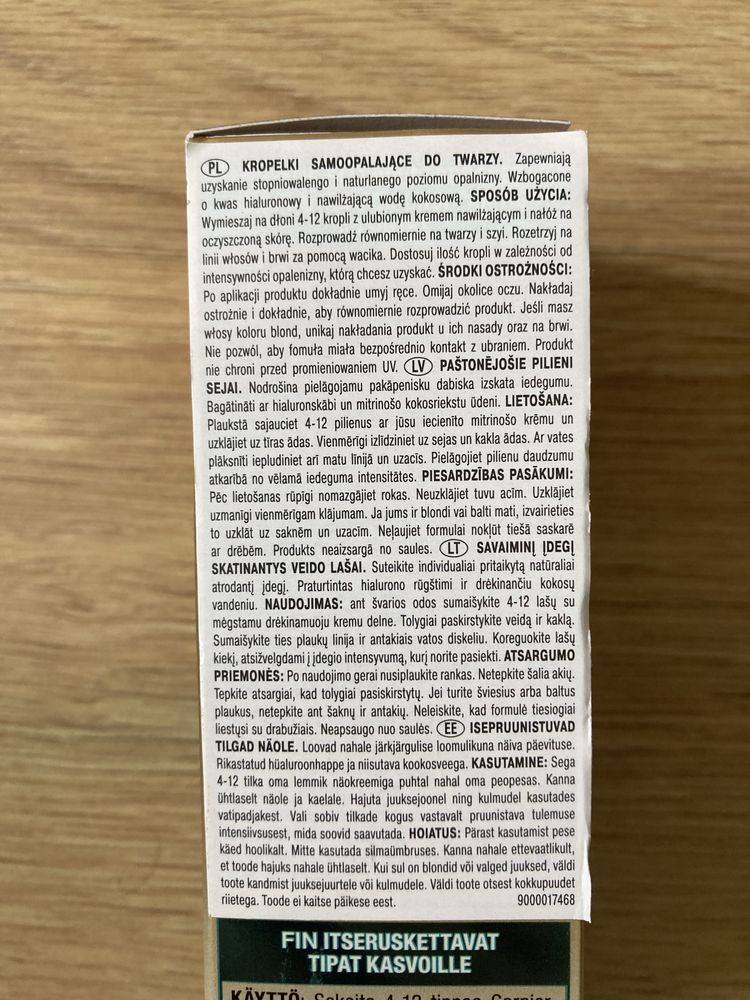 PL KROPELKI SAMOOPALAJĄCE DO TWARZY. Zapewniają
uzyskanie stopniowalengo i naturlanego poziomu opalnizny. Wzbogacone
o kwas hialuronowy i nawilżającą wodę kokosową. SPOSÓB UŻYCIA:
Wymieszaj na dłoni 4-12 kropli z ulubionym kremem nawilżającym i nałóż na
oczyszczoną skórę. Rozprowadź równomiernie na twarzy i szyi. Rozetrzyj na
linii włosów i brwi za pomocą wacika. Dostosuj ilość kropli w zależności od
intensywności opalenizny, którą chcesz uzyskać. ŚRODKI OSTROŻNOŚCI:
Po aplikacji produktu dokładnie umyj ręce. Omijaj okolice oczu. Nakładaj
ostrożnie i dokładnie, aby równomiernie rozprowadzić produkt. Jeśli masz
włosy koloru blond, unikaj nakładania produktu u ich nasady oraz na brwi.
Nie pozwól, aby fomuła miała bezpośrednio kontakt z ubraniem. Produkt
nie chroni przed promieniowaniem UV. LV PAŠTONĒJOŠIE PILIENI
SEJAI. Nodrošina pielāgojamu pakāpenisku dabiska izskata iedegumu.
Bagātināti ar hialuronskābi un mitrinošo kokosriekstu ūdeni. LIETOŠANA:
Plaukstā sajauciet 4-12 pilienus ar jūsu iecienīto mitrinošo krēmu un
uzklājiet uz tīras ādas. Vienmērīgi izlīdziniet uz sejas un kakla ādas. Ar vates
plāksnīti iepludiniet arī matu līnijā un uzacīs. Pielāgojiet pilienu daudzumu
atkarībā no vēlamā iedeguma intensitātes. PIESARDZĪBAS PASĀKUMI:
Pēc lietošanas rūpīgi nomazgājiet rokas. Neuzklājiet tuvu acīm. Uzklājiet
uzmanīgi vienmērīgam klājumam. Ja jums ir blondi vai balti mati, izvairieties
to uzklāt uz saknēm un uzacīm. Neļaujiet formulai nokļūt tiešā saskarē
ar drēbēm. Produkts neaizsargā no saules. LT SAVAIMINĮ ĮDEGĮ
SKATINANTYS VEIDO LAŠAI. Suteikite individualiai pritaikytą natūraliai
atrodantį įdegį. Praturtintas hialurono rūgštimi ir drėkinančiu kokosų
vandeniu. NAUDOJIMAS: ant švarios odos sumaišykite 4-12 lašų su
mėgstamu drėkinamuoju kremu delne. Tolygiai paskirstykite veidą ir kaklą.
Sumaišykite ties plaukų linija ir antakiais vatos diskeliu. Koreguokite lašų
kiekį, atsižvelgdami į įdegio intensyvumą, kurį norite pasiekti. ATSARGUMO
PRIEMONĖS: Po naudojimo gerai nusiplaukite rankas. Netepkite šalia akių.
Tepkite atsargiai, kad tolygiai pasiskirstytų. Jei turite šviesius arba baltus
plaukus, netepkite ant šaknų ir antakių. Neleiskite, kad formulė tiesiogiai
liestųsi su drabužiais. Neapsaugo nuo saulės. EE ISEPRUUNISTUVAD
TILGAD NÄOLE. Loovad nahale järkjärgulise loomulikuna näiva päevituse.
Rikastatud hüaluroonhappe ja niisutava kookosveega. KASUTAMINE: Sega
4-12 tilka oma lemmik näokreemiga puhtal nahal oma peopesas. Kanna
ühtlaselt näole ja kaelale. Hajuta juuksejoonel ning kulmudel kasutades
vatipadjakest. Vali sobiv tilkade kogus vastavalt pruunistava tulemuse
intensiivsusest, mida soovid saavutada. HOIATUS: Pärast kasutamist pese
käed hoolikalt. Mitte kasutada silmaümbruses. Kanna nahale ettevaatlikult,
et toode hajuks nahale ühtlaselt. Kui sul on blondid või valged juuksed, väldi
toote kandmist juuksejuurtele või kulmudele. Väldi toote otsest kokkupuudet
riietega. Toode ei kaitse päikese eest. 9000017468
FIN ITSERUSKETTAVAT
TIPAT KASVOILLE
KÄYTTÖ: Sekoita 4-12 tippaa Garnier